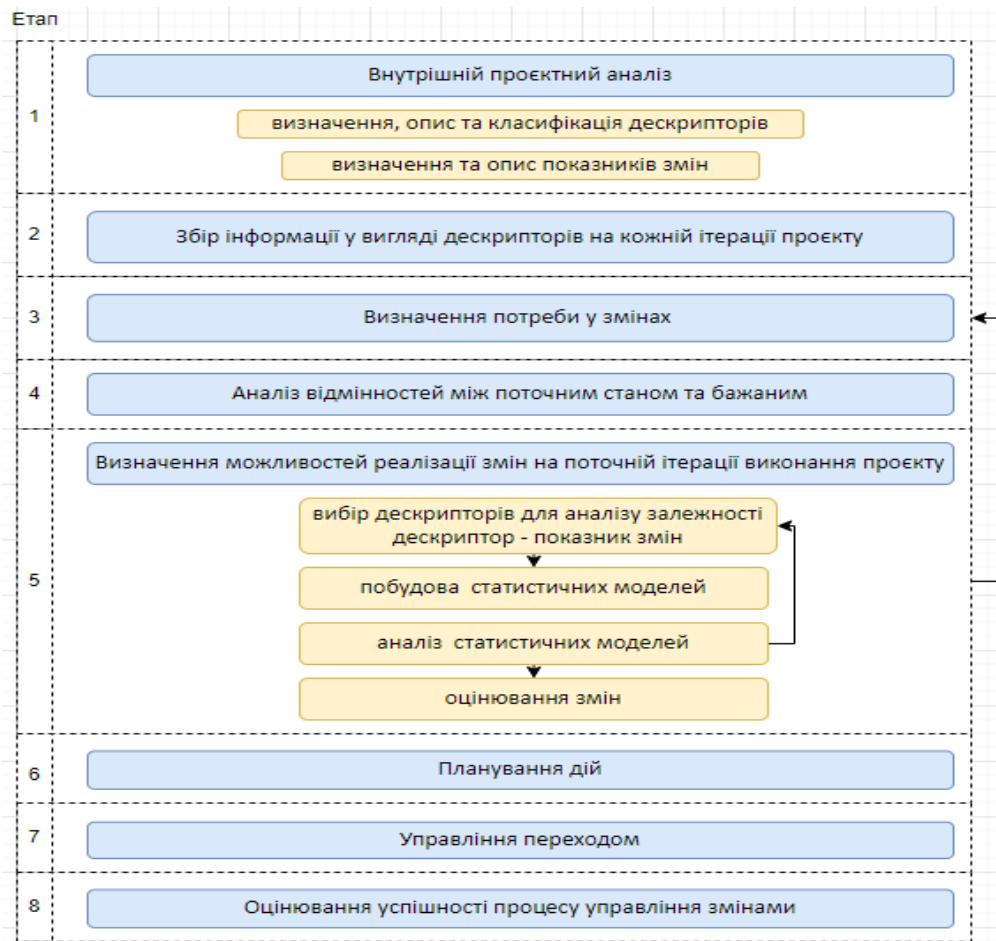 Етап
1
Внутрішній проєктний аналіз
визначення, опис та класифікація дескрипторів
визначення та опис показників змін
2
Збір інформації у вигляді дескрипторів на кожній ітерації проєкту
3
Визначення потреби у змінах
4
Аналіз відмінностей між поточним станом та бажаним
5
Визначення можливостей реалізації змін на поточній ітерації виконання проєкту
вибір дескрипторів для аналізу залежності
дескриптор - показник змін
побудова статистичних моделей
аналіз статистичних моделей
оцінювання змін
6
Планування дій
7
Управління переходом
8
Оцінювання успішності процесу управління змінами